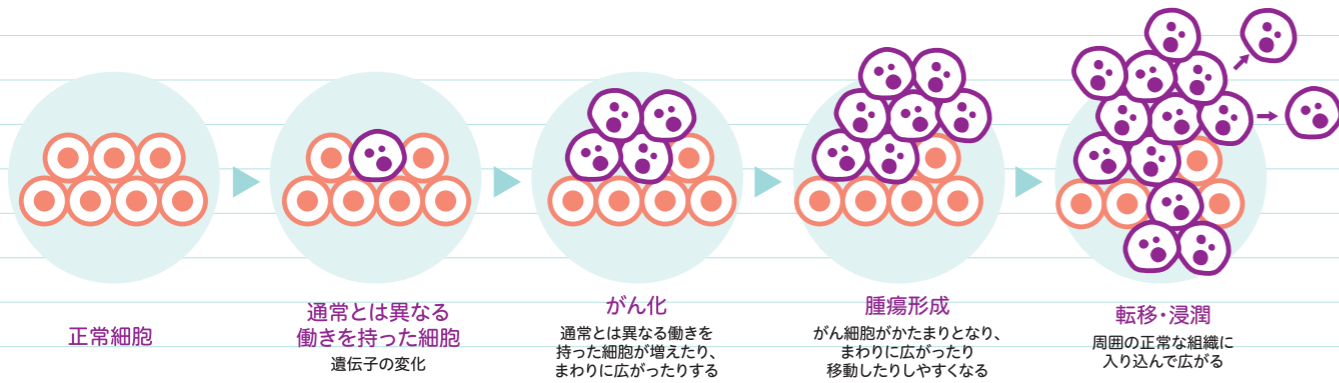 正常細胞
通常とは異なる
働きを持った細胞
遺伝子の変化
がん化
通常とは異なる働きを
持った細胞が増えたり、
まわりに広がったりする
腫瘍形成
がん細胞がかたまりとなり、
まわりに広がったり
移動したりしやすくなる
転移・浸潤
周囲の正常な組織に
入り込んで広がる